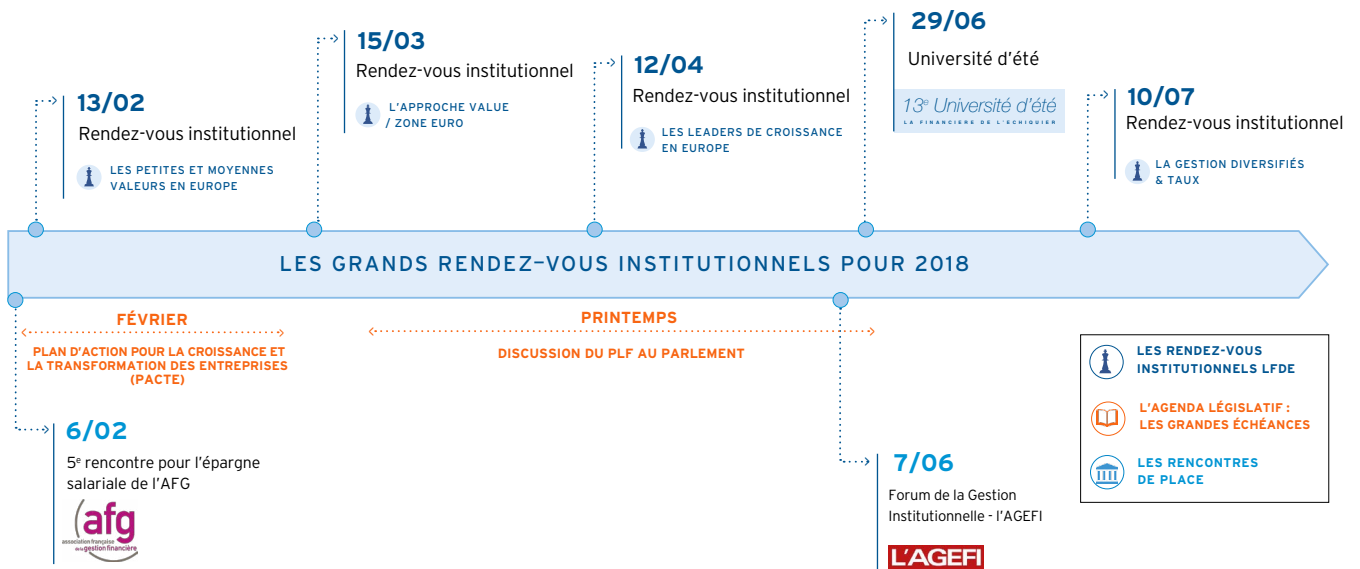 13/02
Rendez-vous institutionnel
LES PETITES ET MOYENNES
VALEURS EN EUROPE
15/03
Rendez-vous institutionnel
L'APPROCHE VALUE
/ ZONE EURO
12/04
Rendez-vous institutionnel
LES LEADERS DE CROISSANCE
EN EUROPE
29/06
Université d'été
13e Université d'été
LA FINANCIÈRE DE L'ECHIQUIER
10/07
Rendez-vous institutionnel
LA GESTION DIVERSIFIÉS
& TAUX
LES GRANDS RENDEZ-VOUS INSTITUTIONNELS POUR 2018
FÉVRIER
PLAN D'ACTION POUR LA CROISSANCE ET
LA TRANSFORMATION DES ENTREPRISES
(PACTE)
PRINTEMPS
DISCUSSION DU PLF AU PARLEMENT
6/02
5e rencontre pour l'épargne
salariale de l'AFG
afg
association française
de la gestion financière
7/06
Forum de la Gestion
Institutionnelle - l'AGEFI
L'AGEFI
LES RENDEZ-VOUS
INSTITUTIONNELS LFDE
L'AGENDA LÉGISLATIF :
LES GRANDES ÉCHÉANCES
LES RENCONTRES
DE PLACE